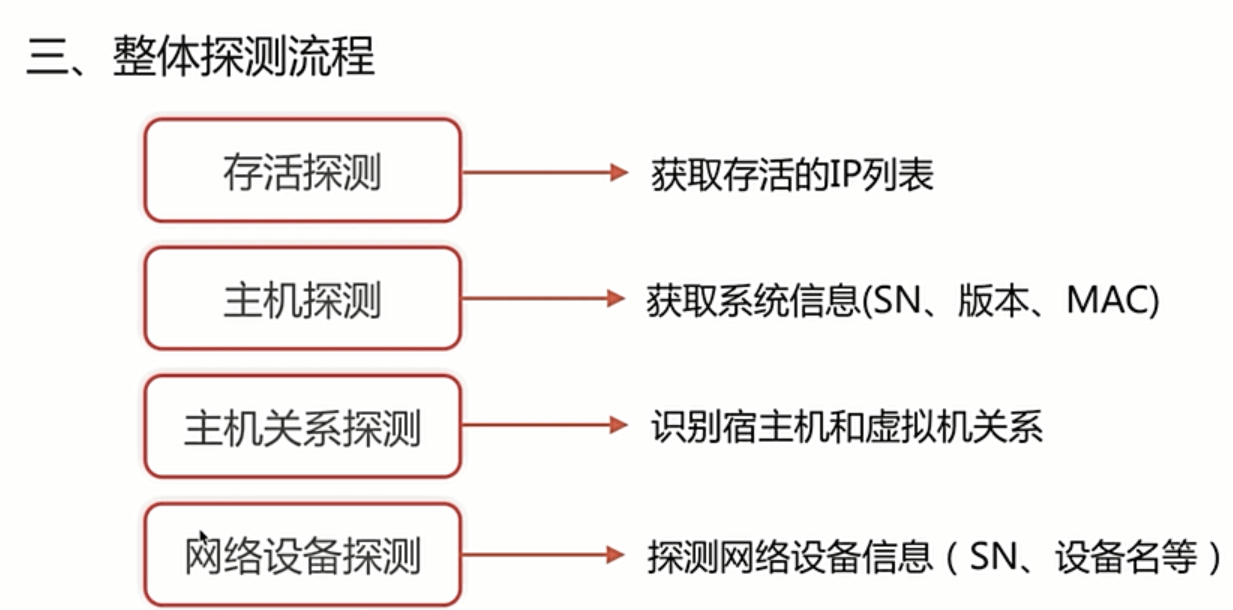 三、整体探测流程
存活探测
获取存活的IP列表
主机探测
获取系统信息(SN、版本、MAC)
主机关系探测
识别宿主机和虚拟机关系
网络设备探测
探测网络设备信息（SN、设备名等）